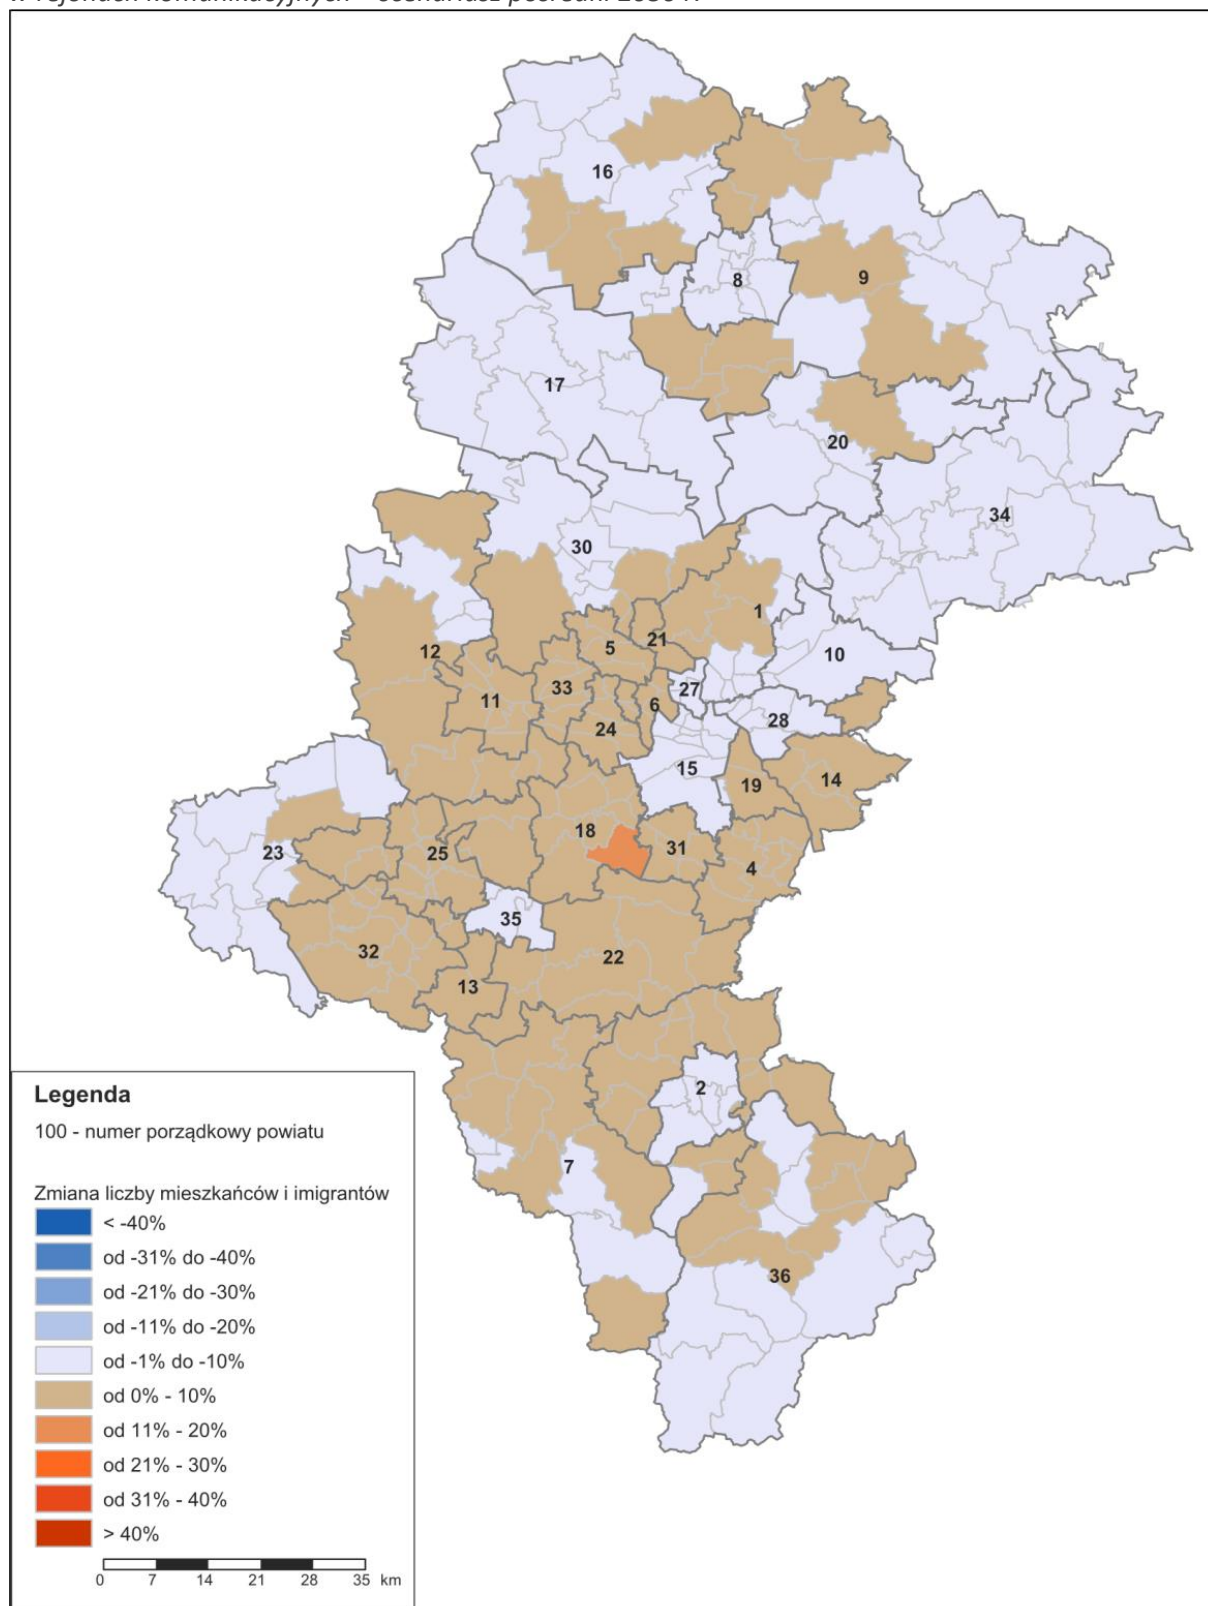 w rejonach komunikacyjnych – scenariusz pośredni 2030 r.
16
8
9
17
20
34
30
1
5
21
12
10
33
27
11
6
28
24
15
19
14
18
31
25
23
4
35
32
22
13
2
7
36
Legenda
100 - numer porządkowy powiatu
Zmiana liczby mieszkańców i imigrantów
< -40%
od -31% do -40%
od -21% do -30%
od -11% do -20%
od -1% do -10%
od 0% - 10%
od 11% - 20%
od 21% - 30%
od 31% - 40%
> 40%
0 7 14 21 28 35 km